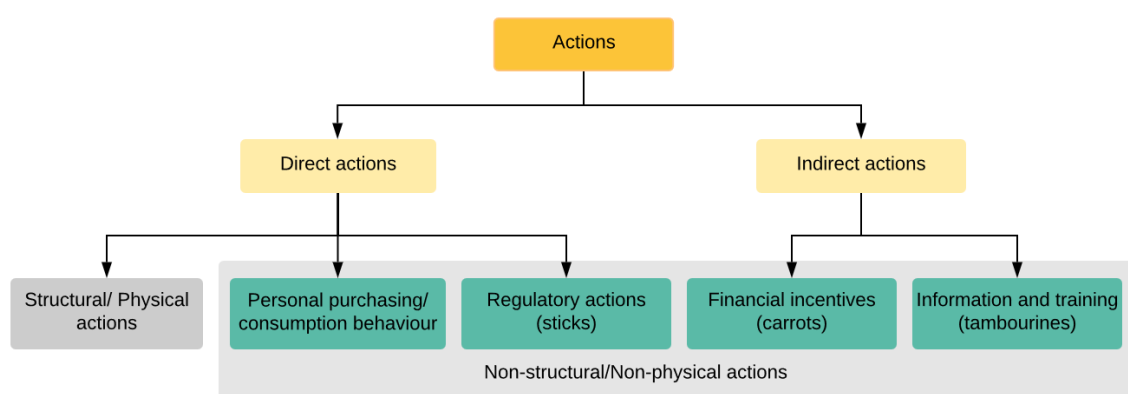 Actions
Direct actions
Indirect actions
Structural/ Physical
actions
Personal purchasing/
consumption behaviour
Regulatory actions
(sticks)
Financial incentives
(carrots)
Information and training
(tambourines)
Non-structural/Non-physical actions